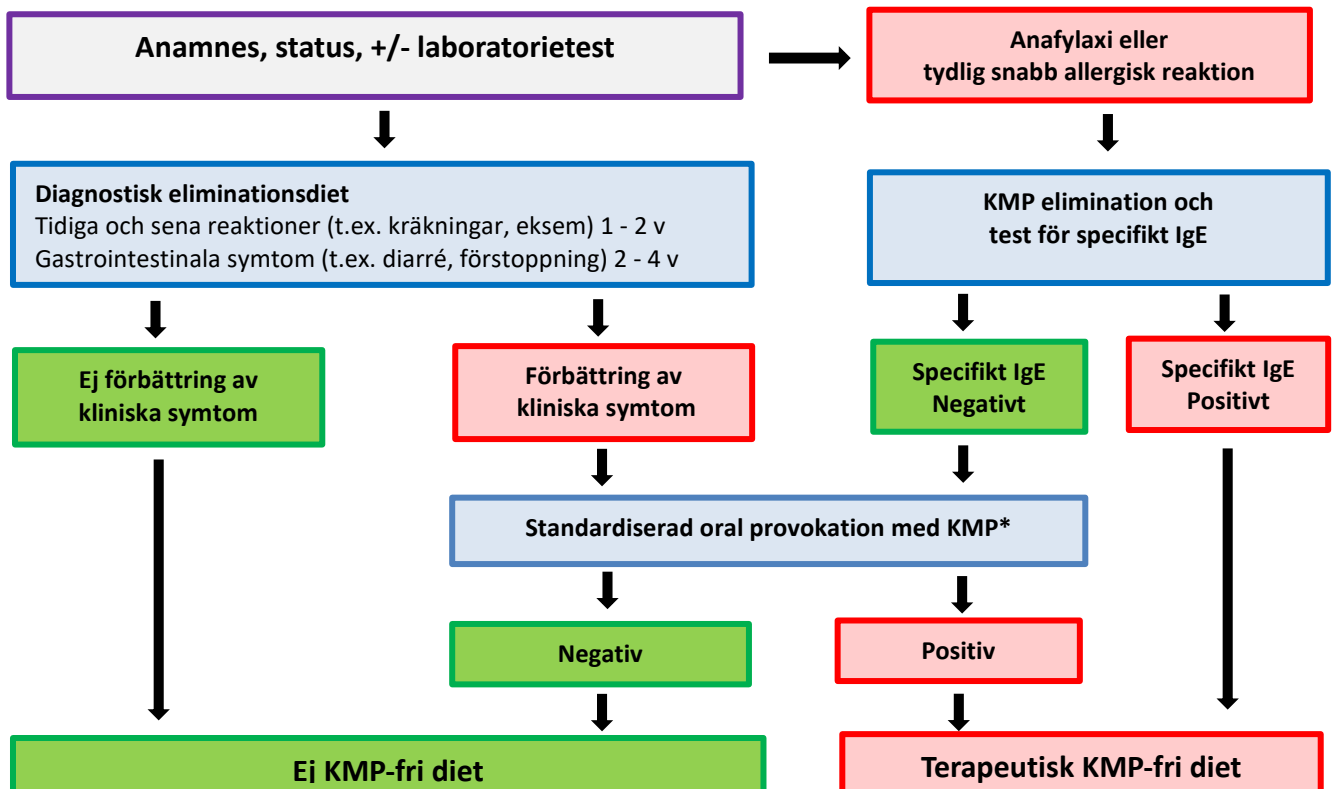 Anamnes, status, +/- laboratorietest
Anafylaxi eller
tydlig snabb allergisk reaktion
Diagnostisk eliminationsdiet
Tidiga och sena reaktioner (t.ex. kräkningar, eksem) 1 - 2 v
Gastrointestinala symtom (t.ex. diarré, förstoppning) 2 - 4 v
KMP elimination och
test för specifikt IgE
Ej förbättring av
kliniska symtom
Förbättring av
kliniska symtom
Specifikt IgE
Negativt
Specifikt IgE
Positivt
Standardiserad oral provokation med KMP*
Negativ
Positiv
Ej KMP-fri diet
Terapeutisk KMP-fri diet